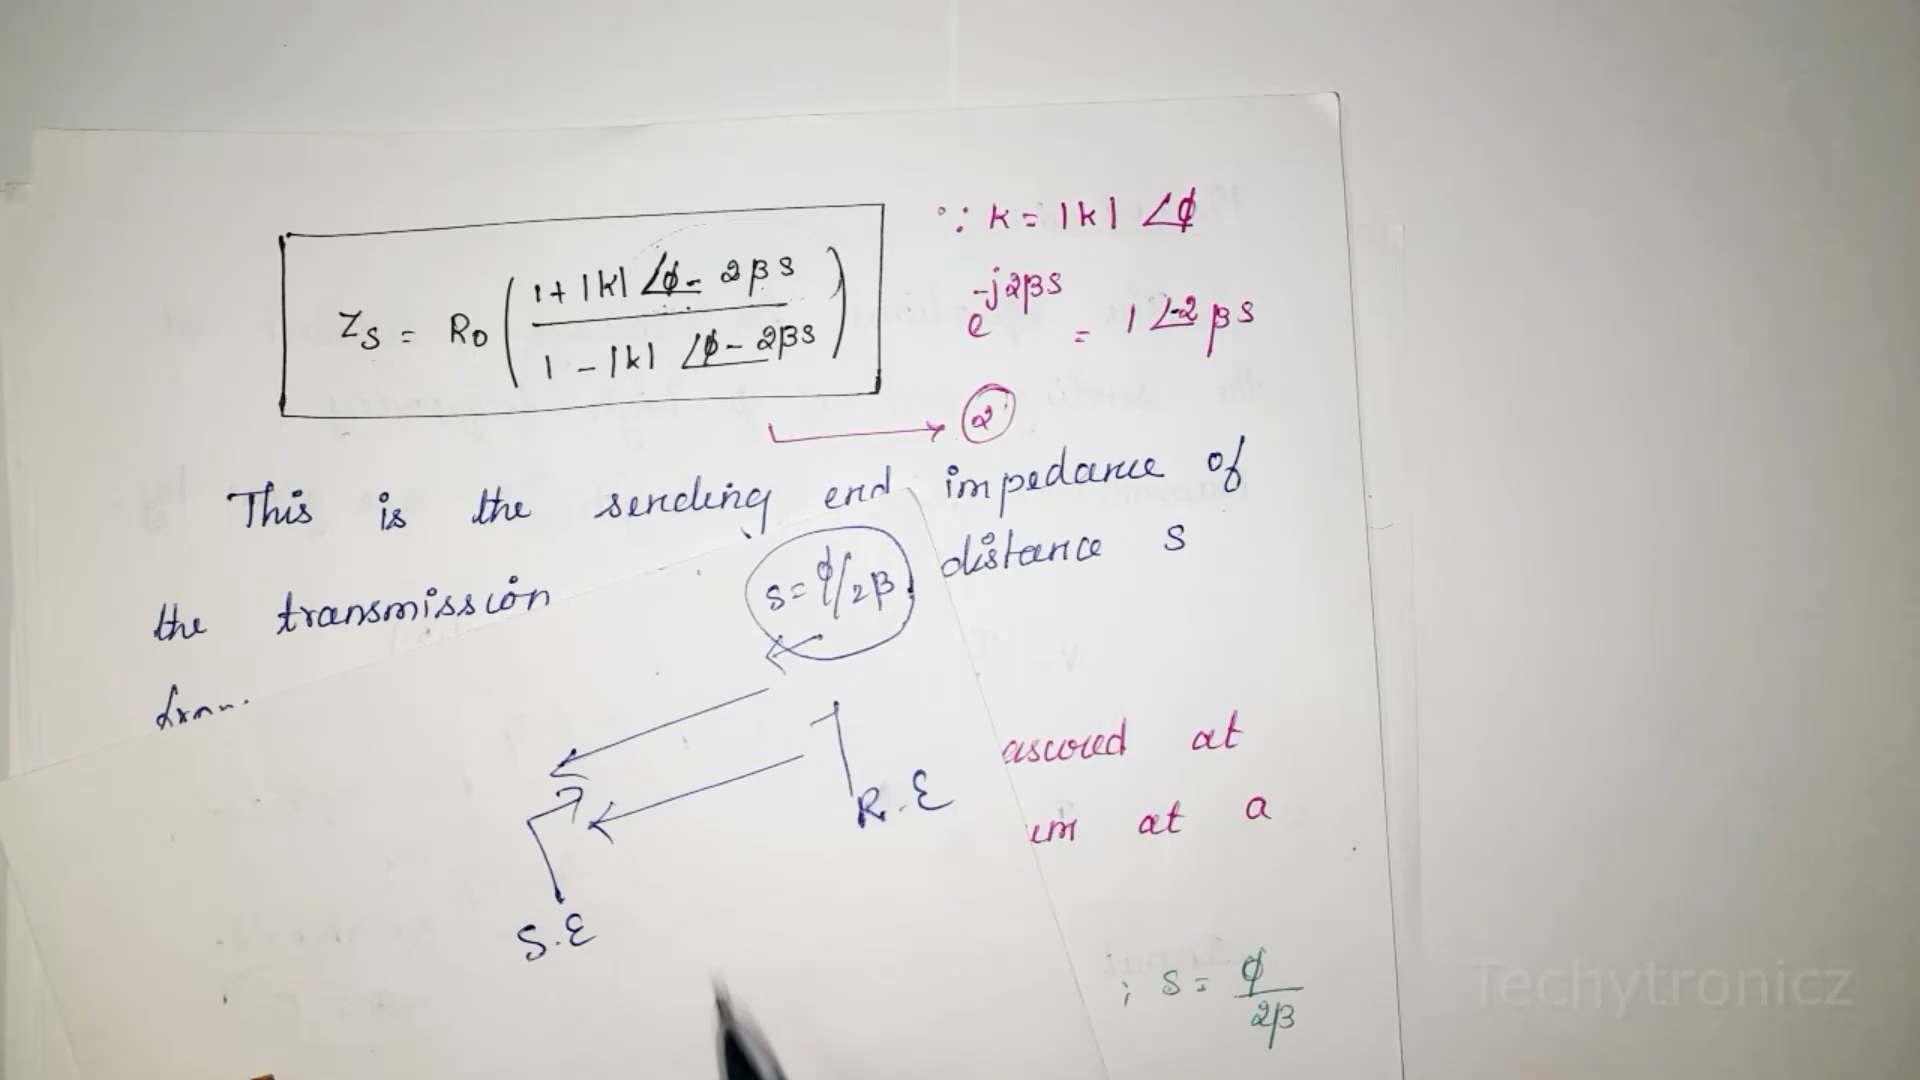 ∵ k = |k| ∠ϕ
Zs = R0 ( 1 + |k| ∠ϕ - 2βs / 1 - |k| ∠ϕ - 2βs )
e^-j2βs = 1 ∠-2βs
2
This is the sending end impedance of
the transmission
s = ϕ/2β
distance s
R.E
S.E
at
at a
; s = ϕ/2β
Techytronicz